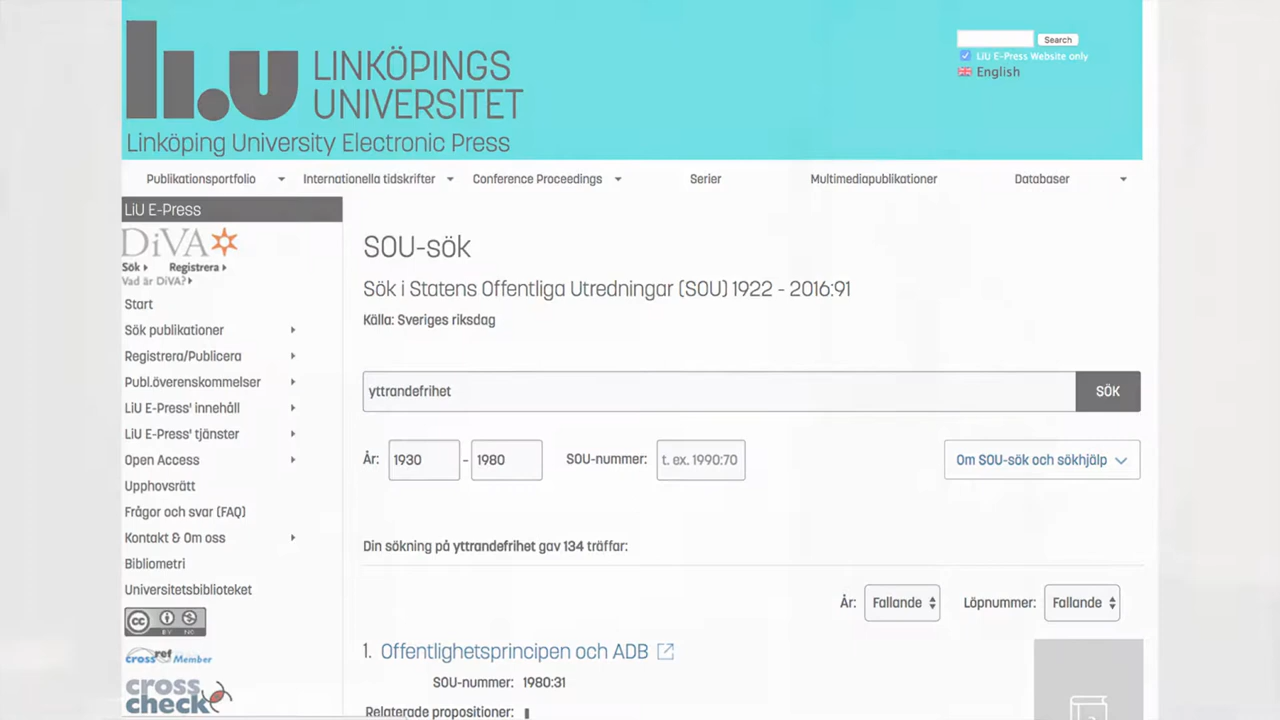 LiU LINKÖPINGS
UNIVERSITET
Linköping University Electronic Press
Search
LiU E-Press Website only
English
Publikationsportfolio Internationella tidskrifter Conference Proceedings Serier Multimediapublikationer Databaser
LiU E-Press
DiVA
Sök Registrera
Vad är DiVA?
Start
Sök publikationer
Registrera/Publicera
Publ.överenskommelser
LiU E-Press' innehåll
LiU E-Press' tjänster
Open Access
Upphovsrätt
Frågor och svar (FAQ)
Kontakt & Om oss
Bibliometri
Universitetsbiblioteket
cc BY NC
crossref Member
cross
check
SOU-sök
Sök i Statens Offentliga Utredningar (SOU) 1922 - 2016:91
Källa: Sveriges riksdag
yttrandefrihet SÖK
År: 1930 - 1980 SOU-nummer: t. ex. 1990:70 Om SOU-sök och sökhjälp
Din sökning på yttrandefrihet gav 134 träffar:
År: Fallande Löpnummer: Fallande
1. Offentlighetsprincipen och ADB
SOU-nummer: 1980:31
Relaterade propositioner: